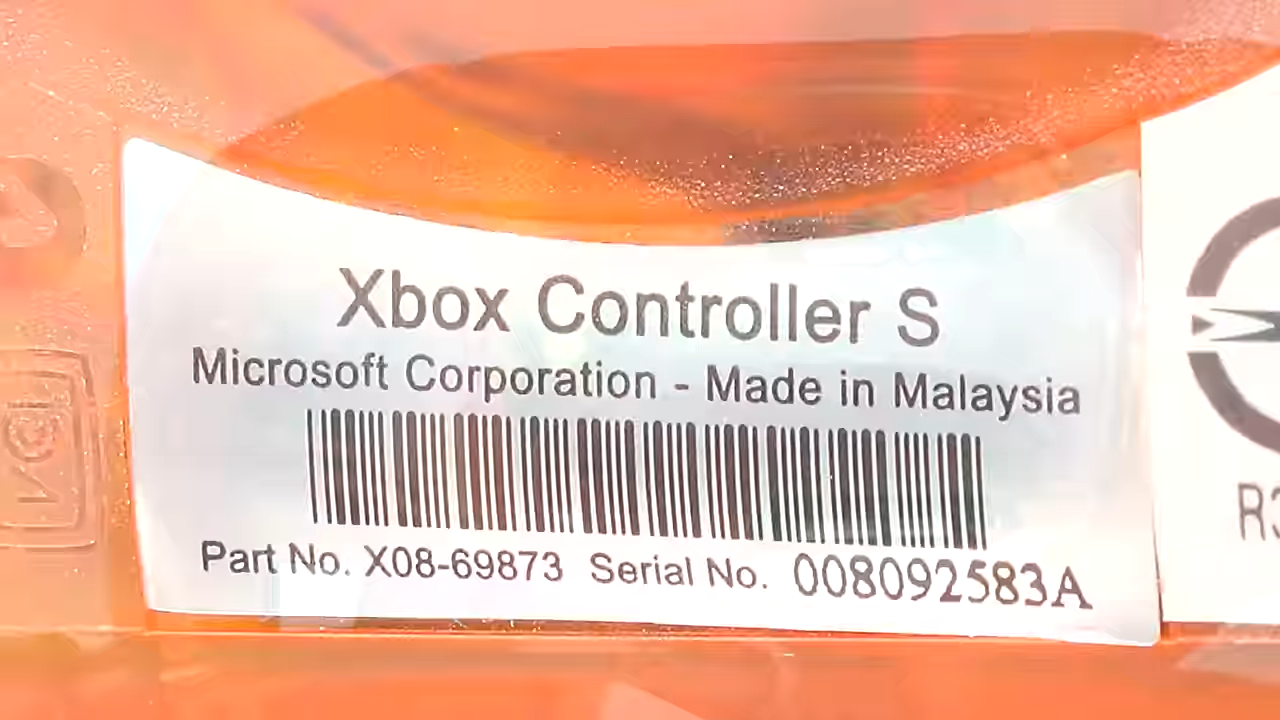 Xbox Controller S
Microsoft Corporation - Made in Malaysia
Part No. X08-69873 Serial No. 008092583A